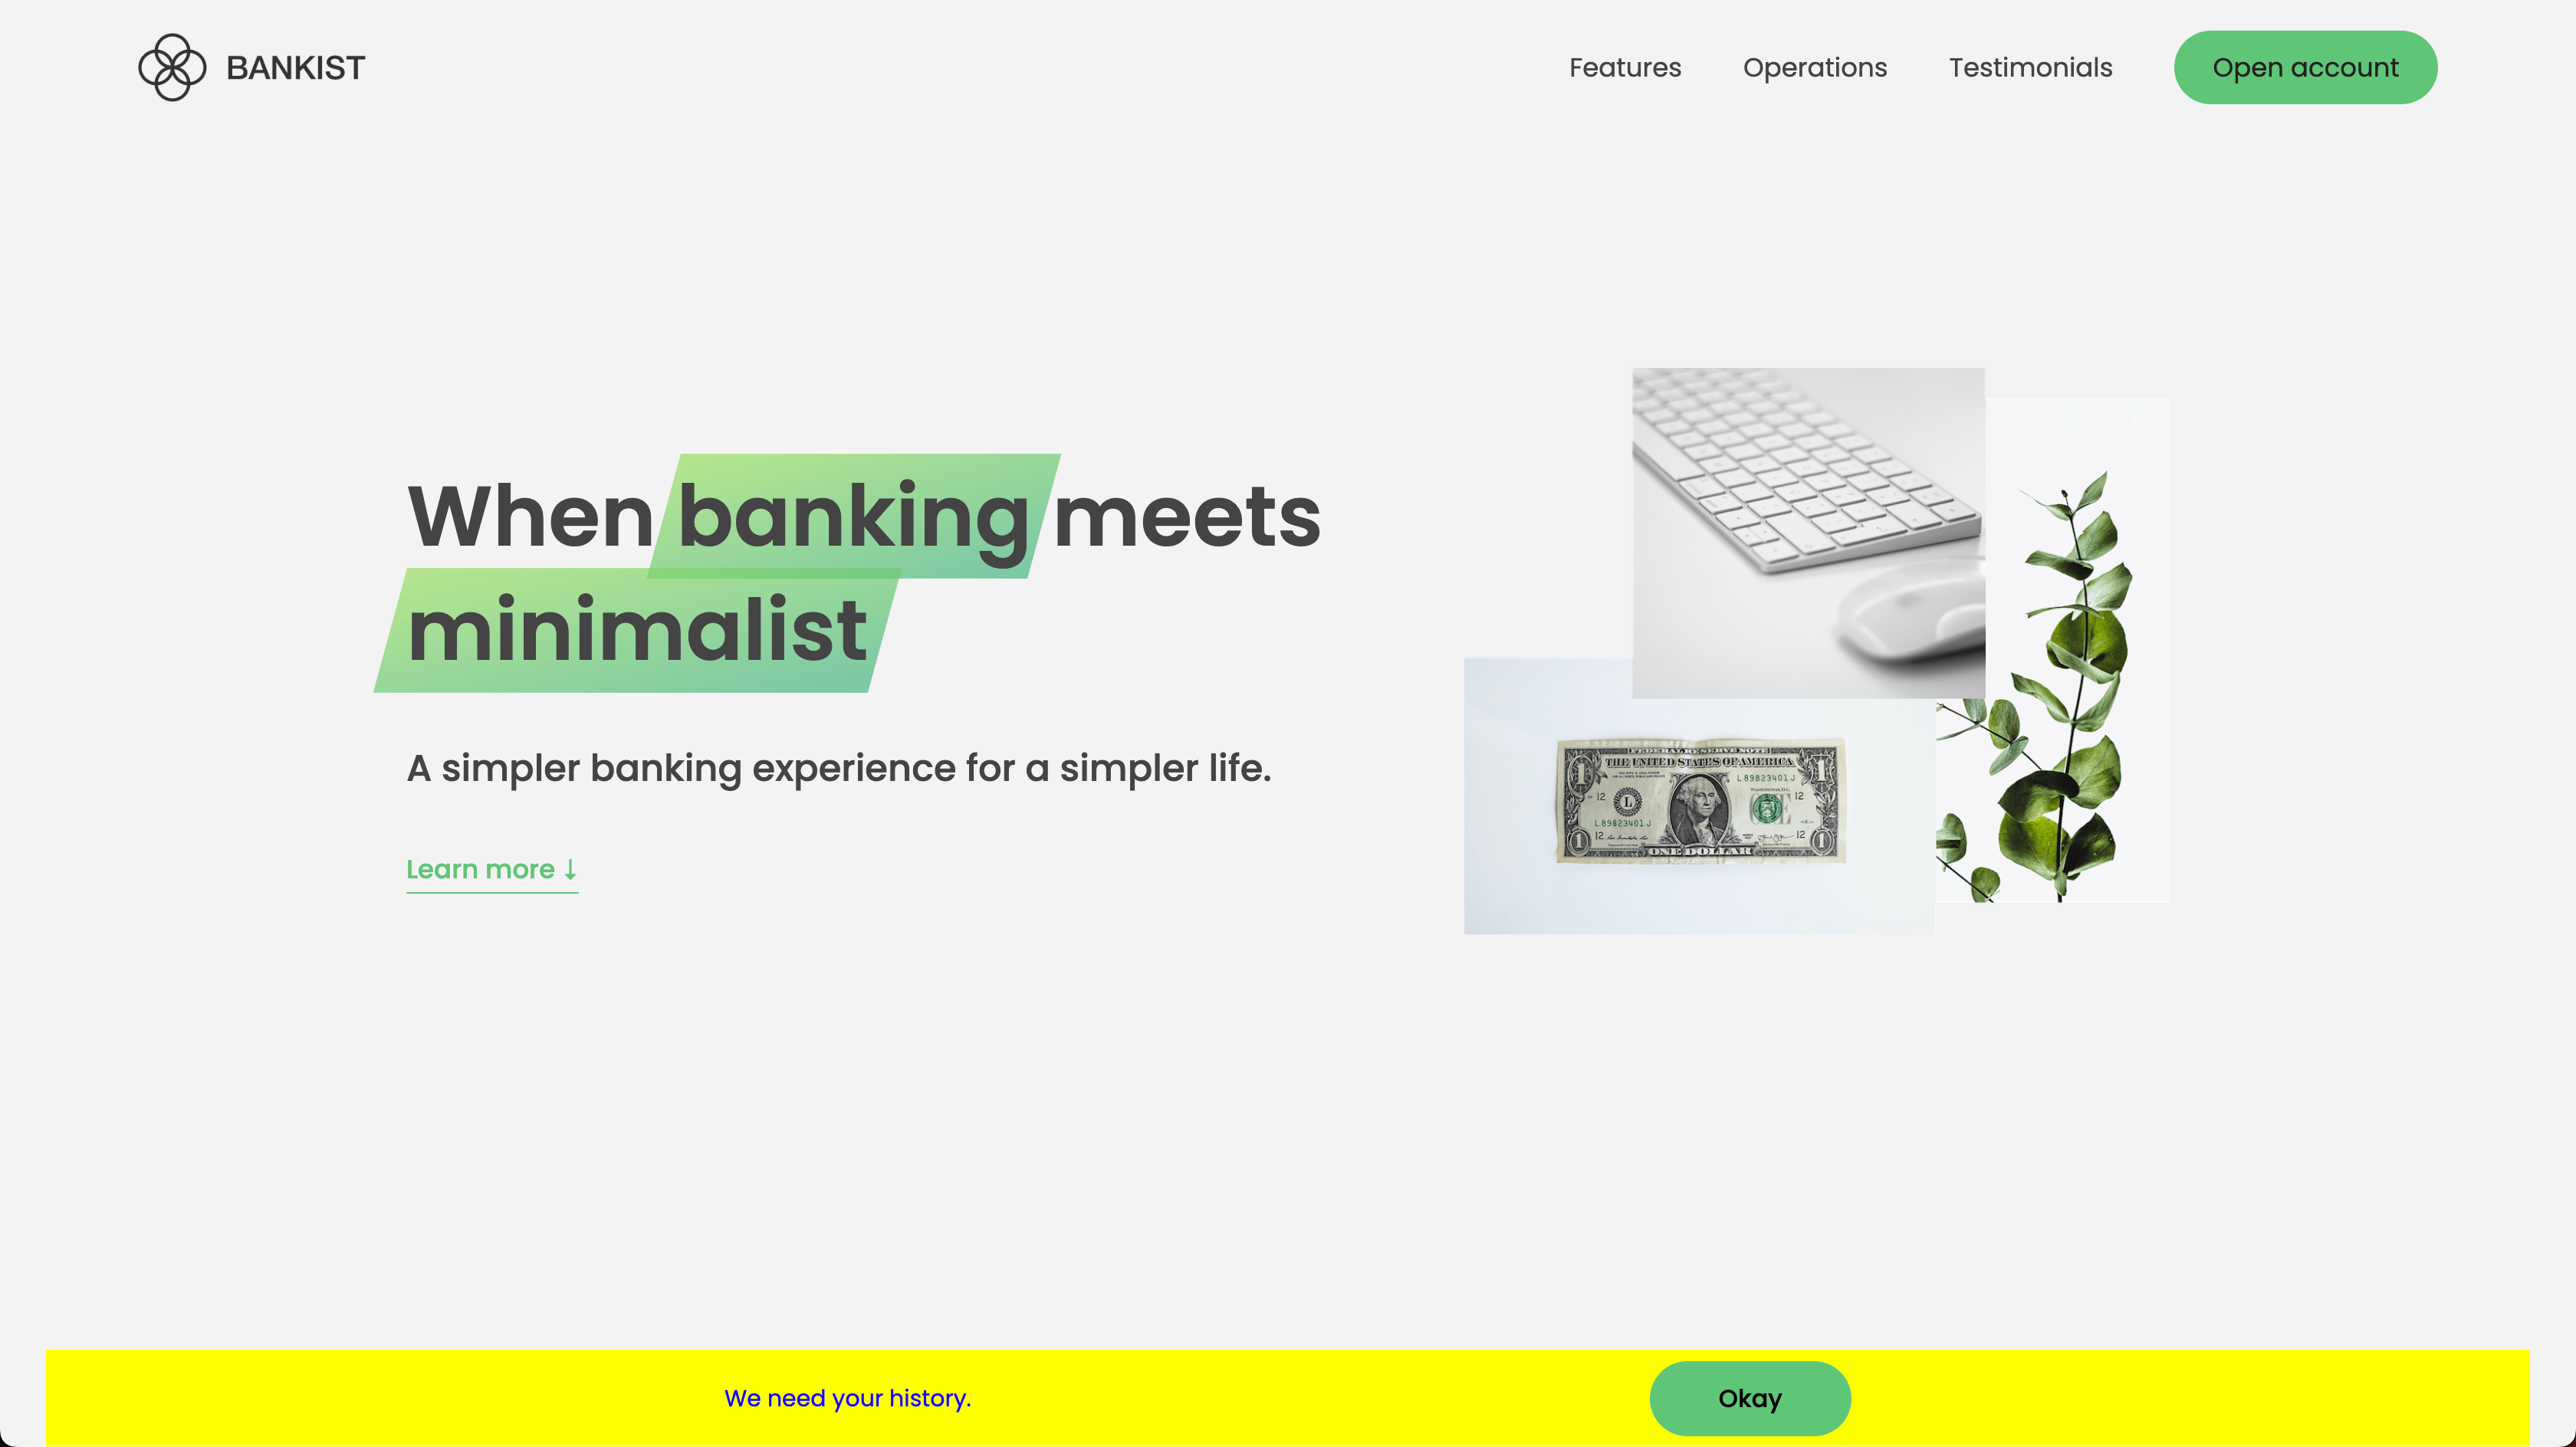 BANKIST
Features
Operations
Testimonials
Open account
When banking meets
minimalist
A simpler banking experience for a simpler life.
Learn more ↓
FEDERAL RESERVE NOTE
THE UNITED STATES OF AMERICA
L 89823401 J
WASHINGTON, D.C.
12
12
L
L 89823401 J
12
12
1
1
1
1
ONE DOLLAR
We need your history.
Okay